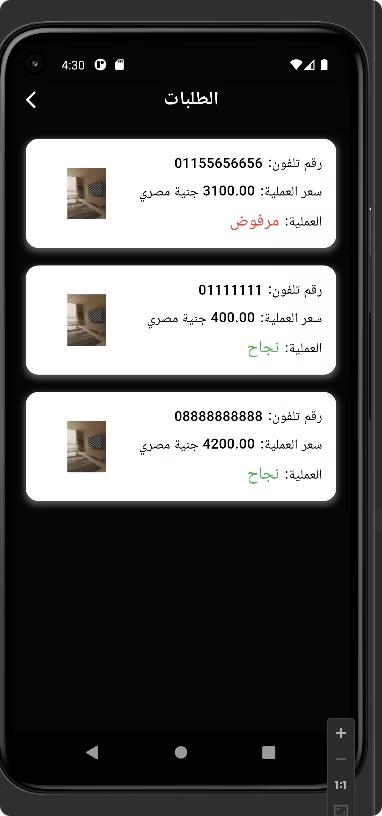 4:30
الطلبات
رقم تلفون: 01155656656
سعر العملية: 3100.00 جنية مصري
العملية: مرفوض
رقم تلفون: 01111111
سعر العملية: 400.00 جنية مصري
العملية: نجاح
رقم تلفون: 08888888888
سعر العملية: 4200.00 جنية مصري
العملية: نجاح
1:1